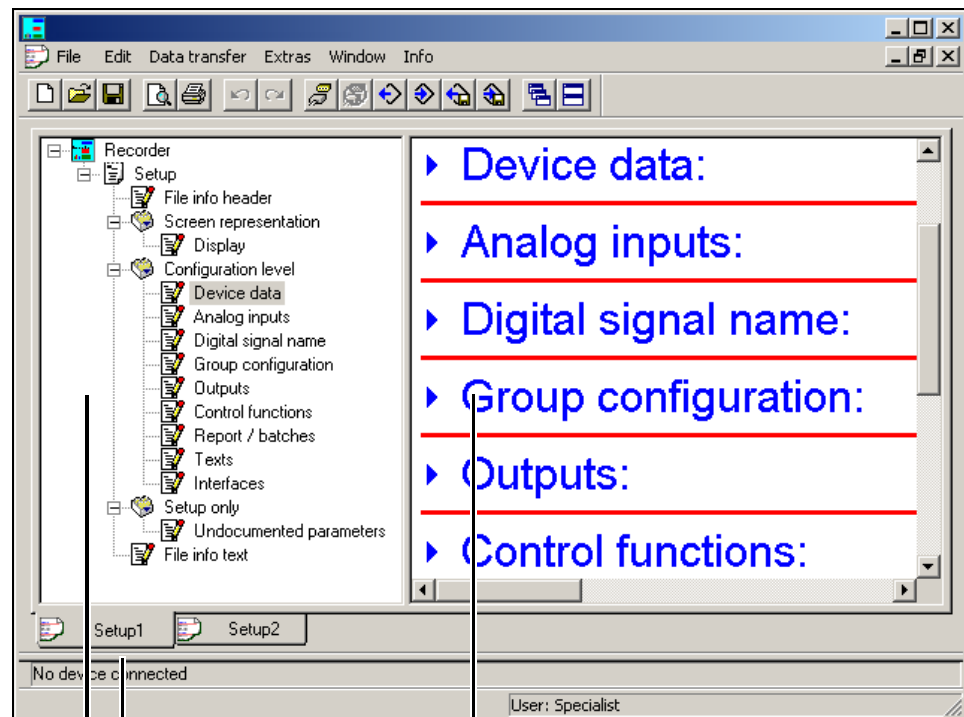 File Edit Data transfer Extras Window Info
Recorder
Setup
File info header
Screen representation
Display
Configuration level
Device data
Analog inputs
Digital signal name
Group configuration
Outputs
Control functions
Report / batches
Texts
Interfaces
Setup only
Undocumented parameters
File info text
Device data:
Analog inputs:
Digital signal name:
Group configuration:
Outputs:
Control functions:
Setup1 Setup2
No device connected
User: Specialist